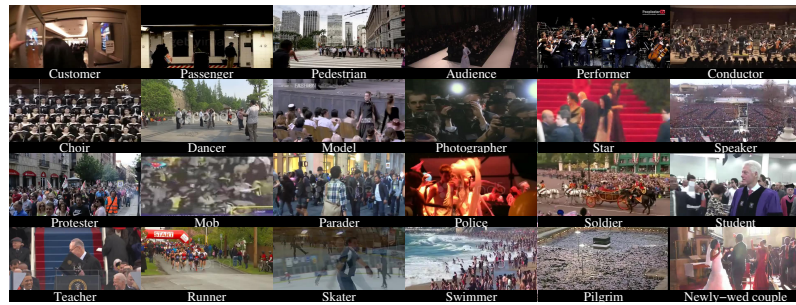 Customer
Passenger
Pedestrian
Audience
Performer
Conductor
Choir
Dancer
Model
Photographer
Star
Speaker
Protester
Mob
Parader
Police
Soldier
Student
Teacher
START
Runner
Skater
Swimmer
Pilgrim
Newly-wed couple